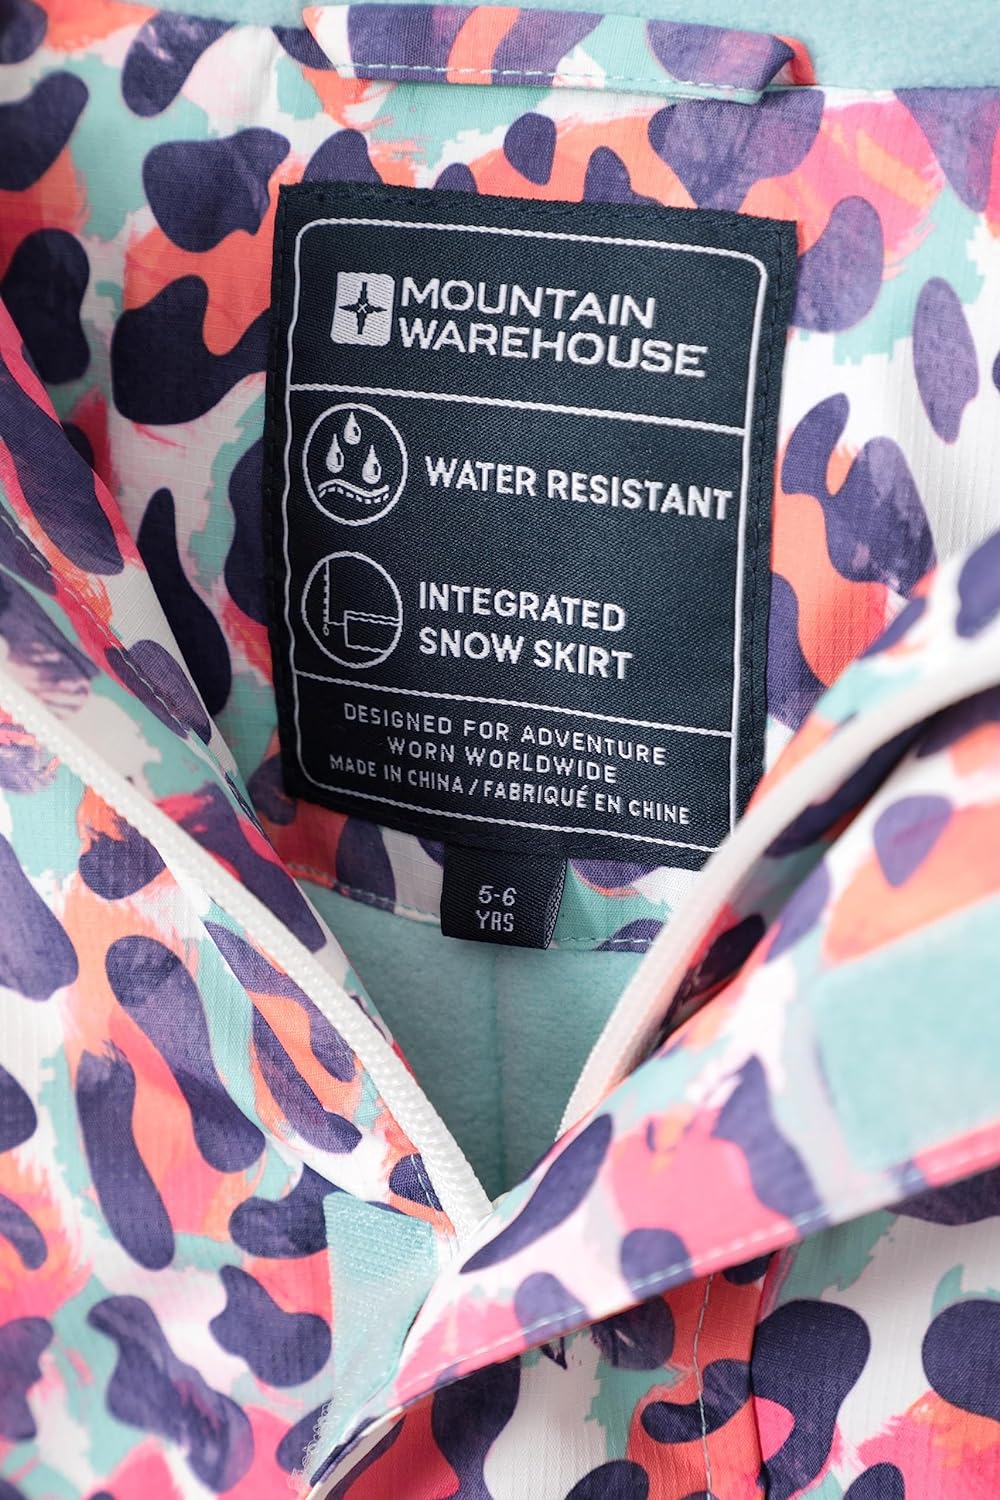 MOUNTAIN
WAREHOUSE
WATER RESISTANT
INTEGRATED
SNOW SKIRT
DESIGNED FOR ADVENTURE
WORN WORLDWIDE
MADE IN CHINA / FABRIQUÉ EN CHINE
5-6
YRS